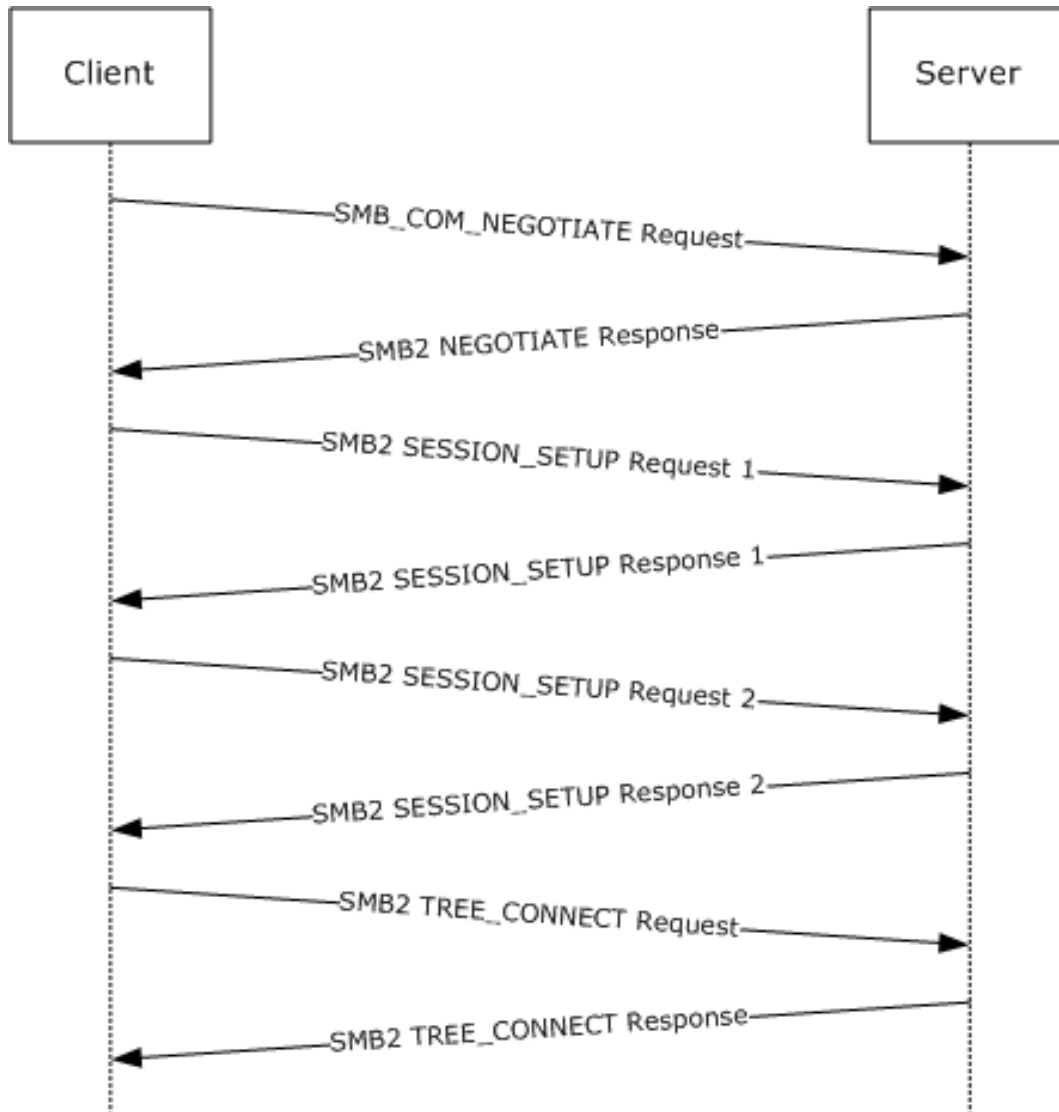 Client
Server
SMB_COM_NEGOTIATE Request
SMB2 NEGOTIATE Response
SMB2 SESSION_SETUP Request 1
SMB2 SESSION_SETUP Response 1
SMB2 SESSION_SETUP Request 2
SMB2 SESSION_SETUP Response 2
SMB2 TREE_CONNECT Request
SMB2 TREE_CONNECT Response